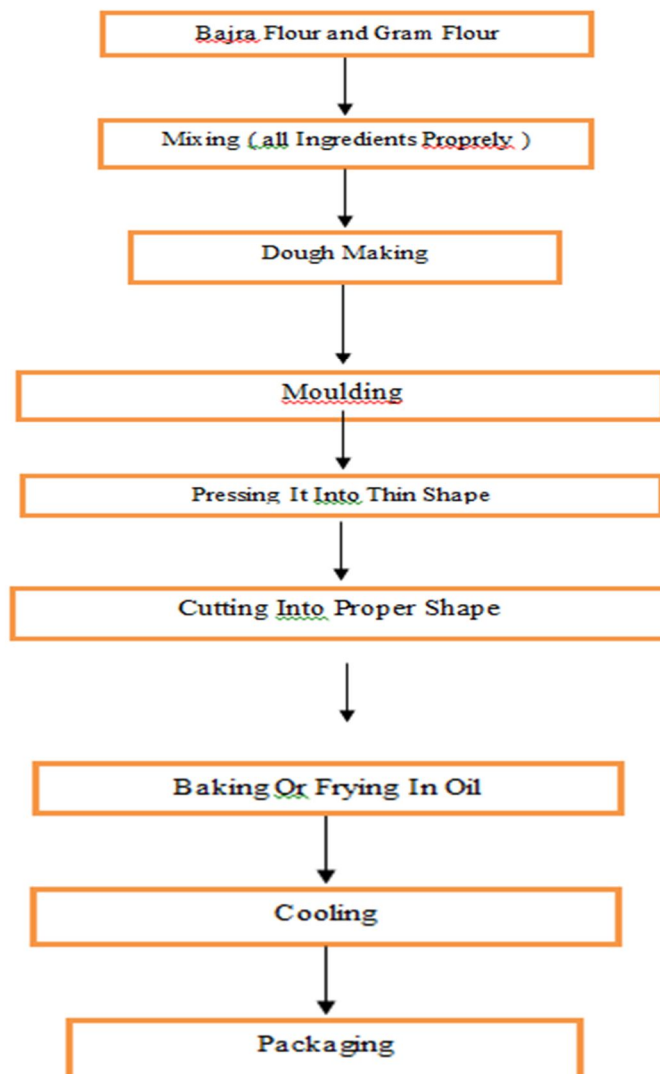 Bajra Flour and Gram Flour
Mixing ( all Ingredients Proprely )
Dough Making
Moulding
Pressing It Into Thin Shape
Cutting Into Proper Shape
Baking Or Frying In Oil
Cooling
Packaging